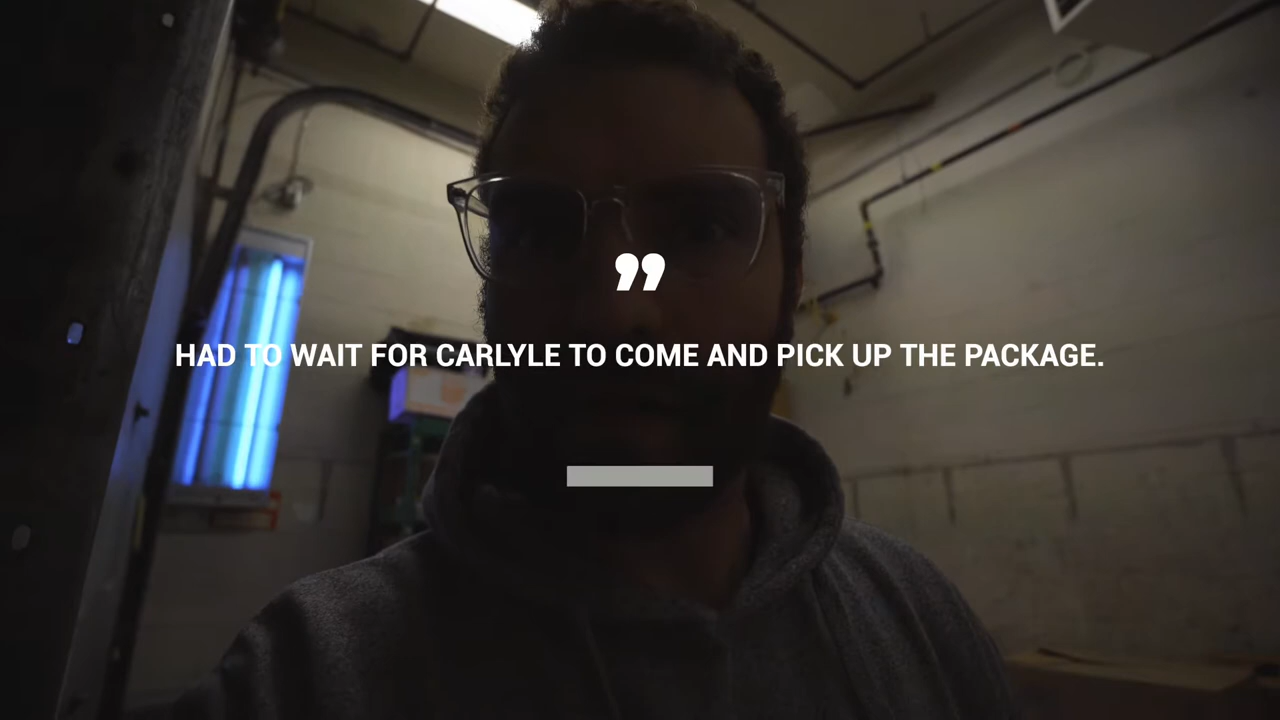 ”
HAD TO WAIT FOR CARLYLE TO COME AND PICK UP THE PACKAGE.